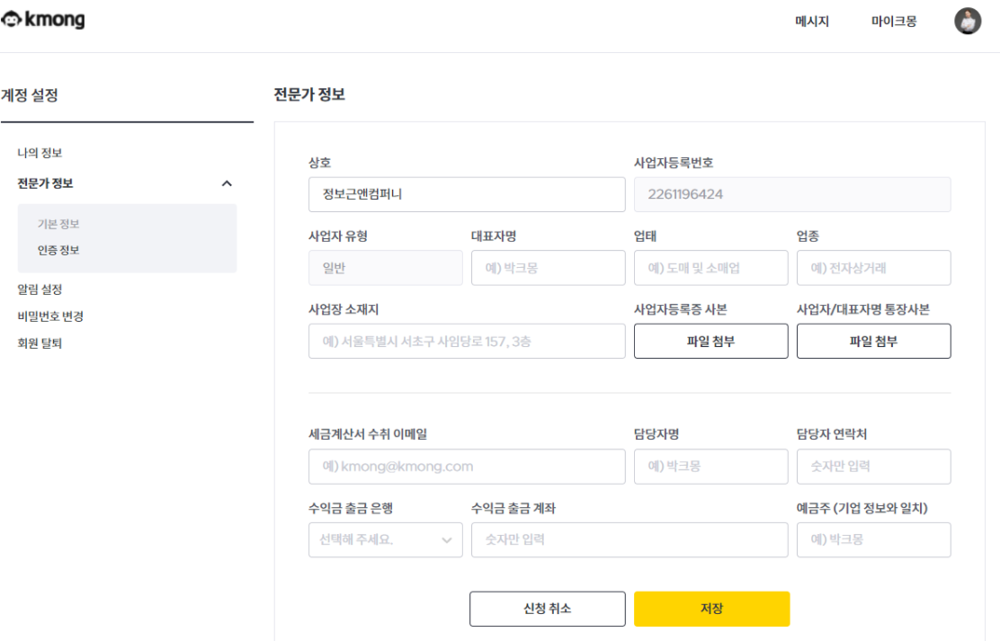 kmong
메시지 마이크몽
계정 설정
나의 정보
전문가 정보
기본 정보
인증 정보
알림 설정
비밀번호 변경
회원 탈퇴
전문가 정보
상호 사업자등록번호
정보근앤컴퍼니 2261196424
사업자 유형 대표자명 업태 업종
일반 예) 박크몽 예) 도매 및 소매업 예) 전자상거래
사업장 소재지 사업자등록증 사본 사업자/대표자명 통장사본
예) 서울특별시 서초구 사임당로 157, 3층 파일 첨부 파일 첨부
세금계산서 수취 이메일 담당자명 담당자 연락처
예) kmong@kmong.com 예) 박크몽 숫자만 입력
수익금 출금 은행 수익금 출금 계좌 예금주 (기업 정보와 일치)
선택해 주세요. 숫자만 입력 예) 박크몽
신청 취소 저장